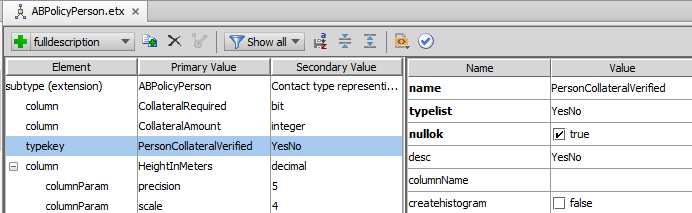 ABPolicyPerson.etx ×
fulldescription Show all
Element Primary Value Secondary Value
subtype (extension) ABPolicyPerson Contact type representi...
column CollateralRequired bit
column CollateralAmount integer
typekey PersonCollateralVerified YesNo
column HeightInMeters decimal
columnParam precision 5
columnParam scale 4
Name Value
name PersonCollateralVerified
typelist YesNo
nullok true
desc YesNo
columnName
createhistogram false